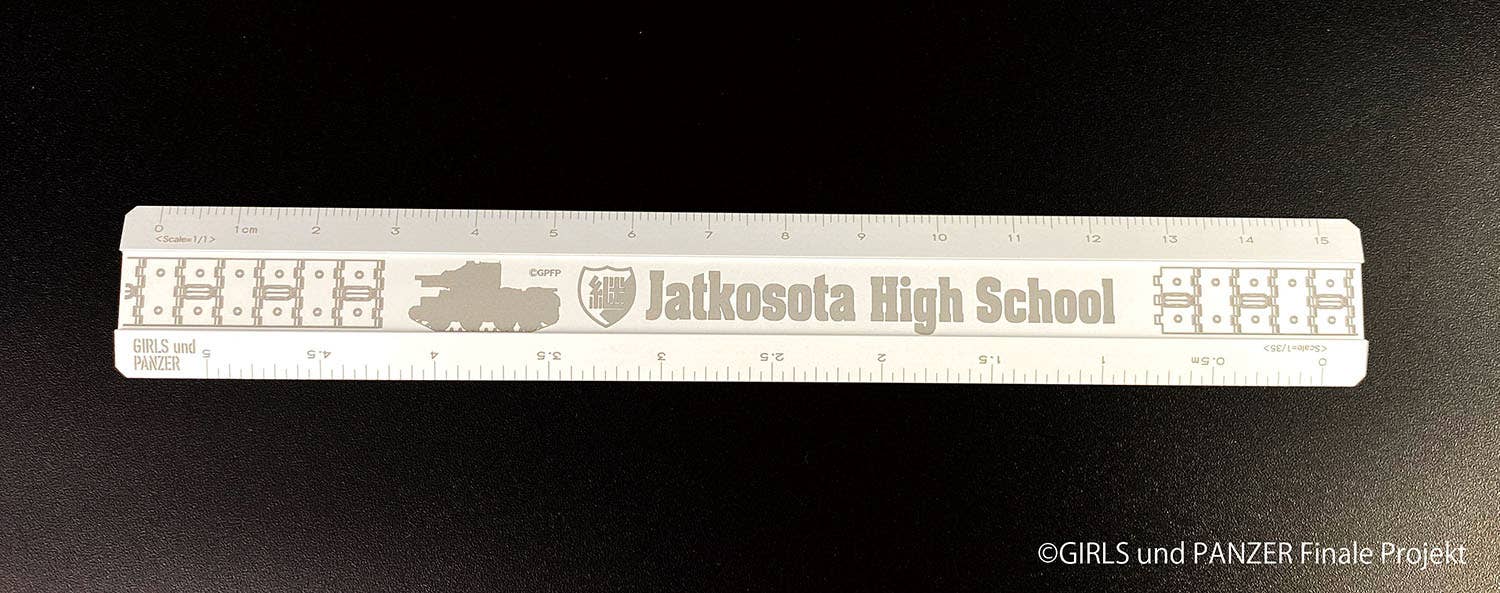 0 1cm 2 3 4 5 6 7 8 9 10 11 12 13 14 15
<Scale=1/1>
©GPFP
継 Jatkosota High School
GIRLS und
PANZER
<Scale=1/35>
0 0.5m 1 1.5 2 2.5 3 3.5 4 4.5 5
©GIRLS und PANZER Finale Projekt